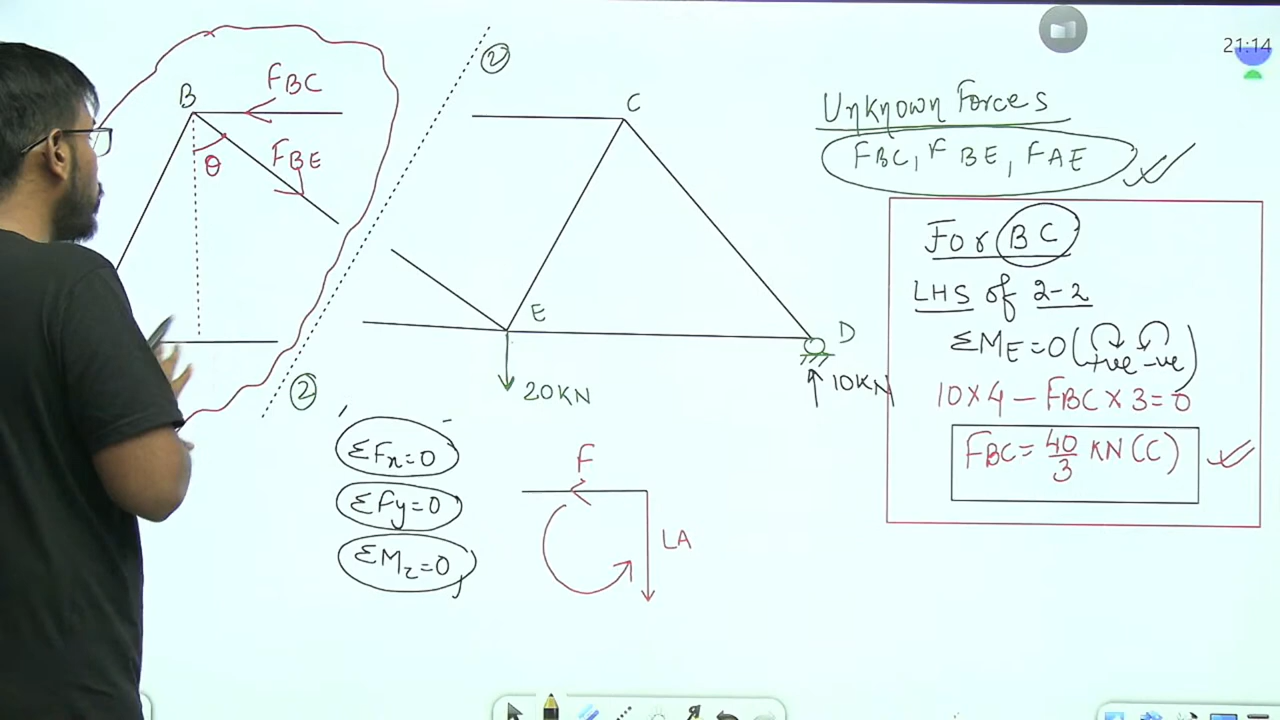 B
FBC
θ
FBE
②
②
C
E
D
20KN
10KN
ΣFx=0
ΣFy=0
ΣMz=0
F
LA
21:14
Unknown Forces
FBC, FBE, FAE
For BC
LHS of 2-2
ΣME=0 (+ve -ve)
10×4 - FBC×3=0
FBC= 40/3 KN (C)